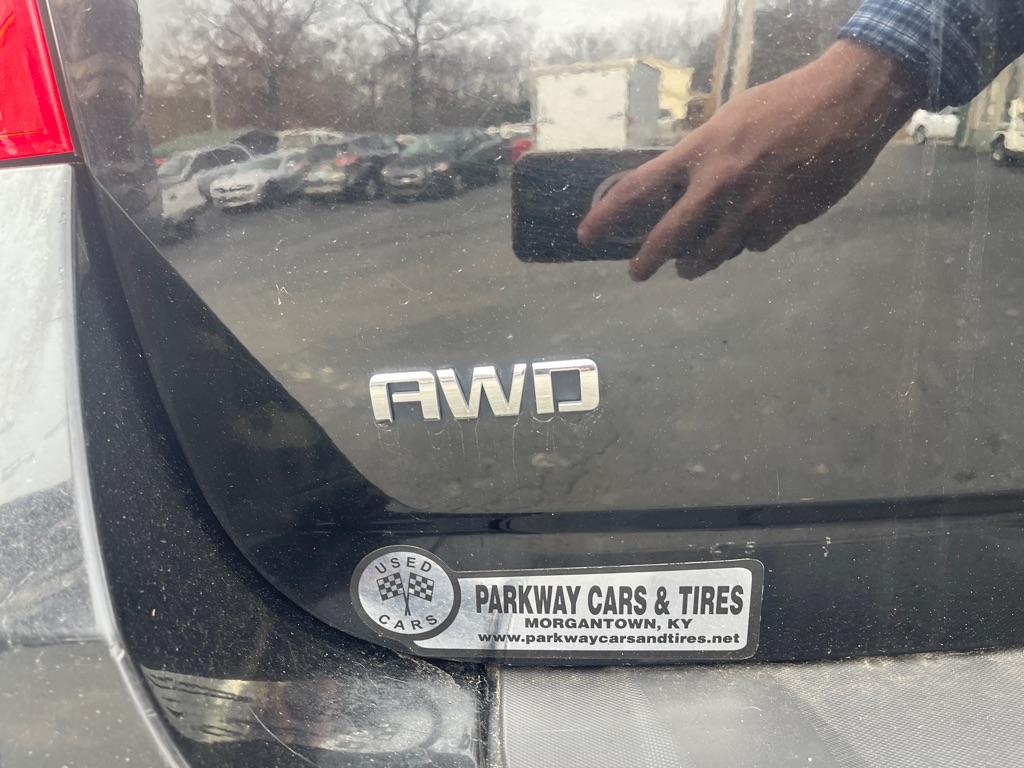 AWD
USED
CARS
PARKWAY CARS & TIRES
MORGANTOWN, KY
www.parkwaycarsandtires.net